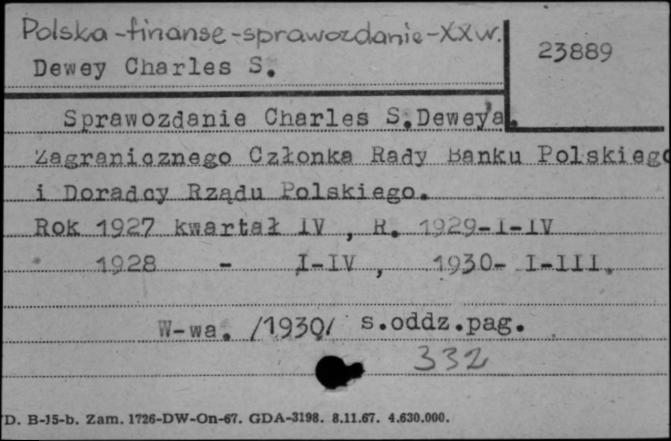 Polska-finanse-sprawozdanie-XXw.
23889
Dewey Charles S.
Sprawozdanie Charles S.Dewey'a.
Zagranicznego Członka Rady Banku Polskiego
i Doradcy Rządu Polskiego.
Rok 1927 kwartał IV , R. 1929-I-IV
" 1928 - I-IV , 1930- I-III.
W-wa. /1930/ s.oddz.pag.
332
D. B-15-b. Zam. 1726-DW-On-67. GDA-3198. 8.11.67. 4.630.000.